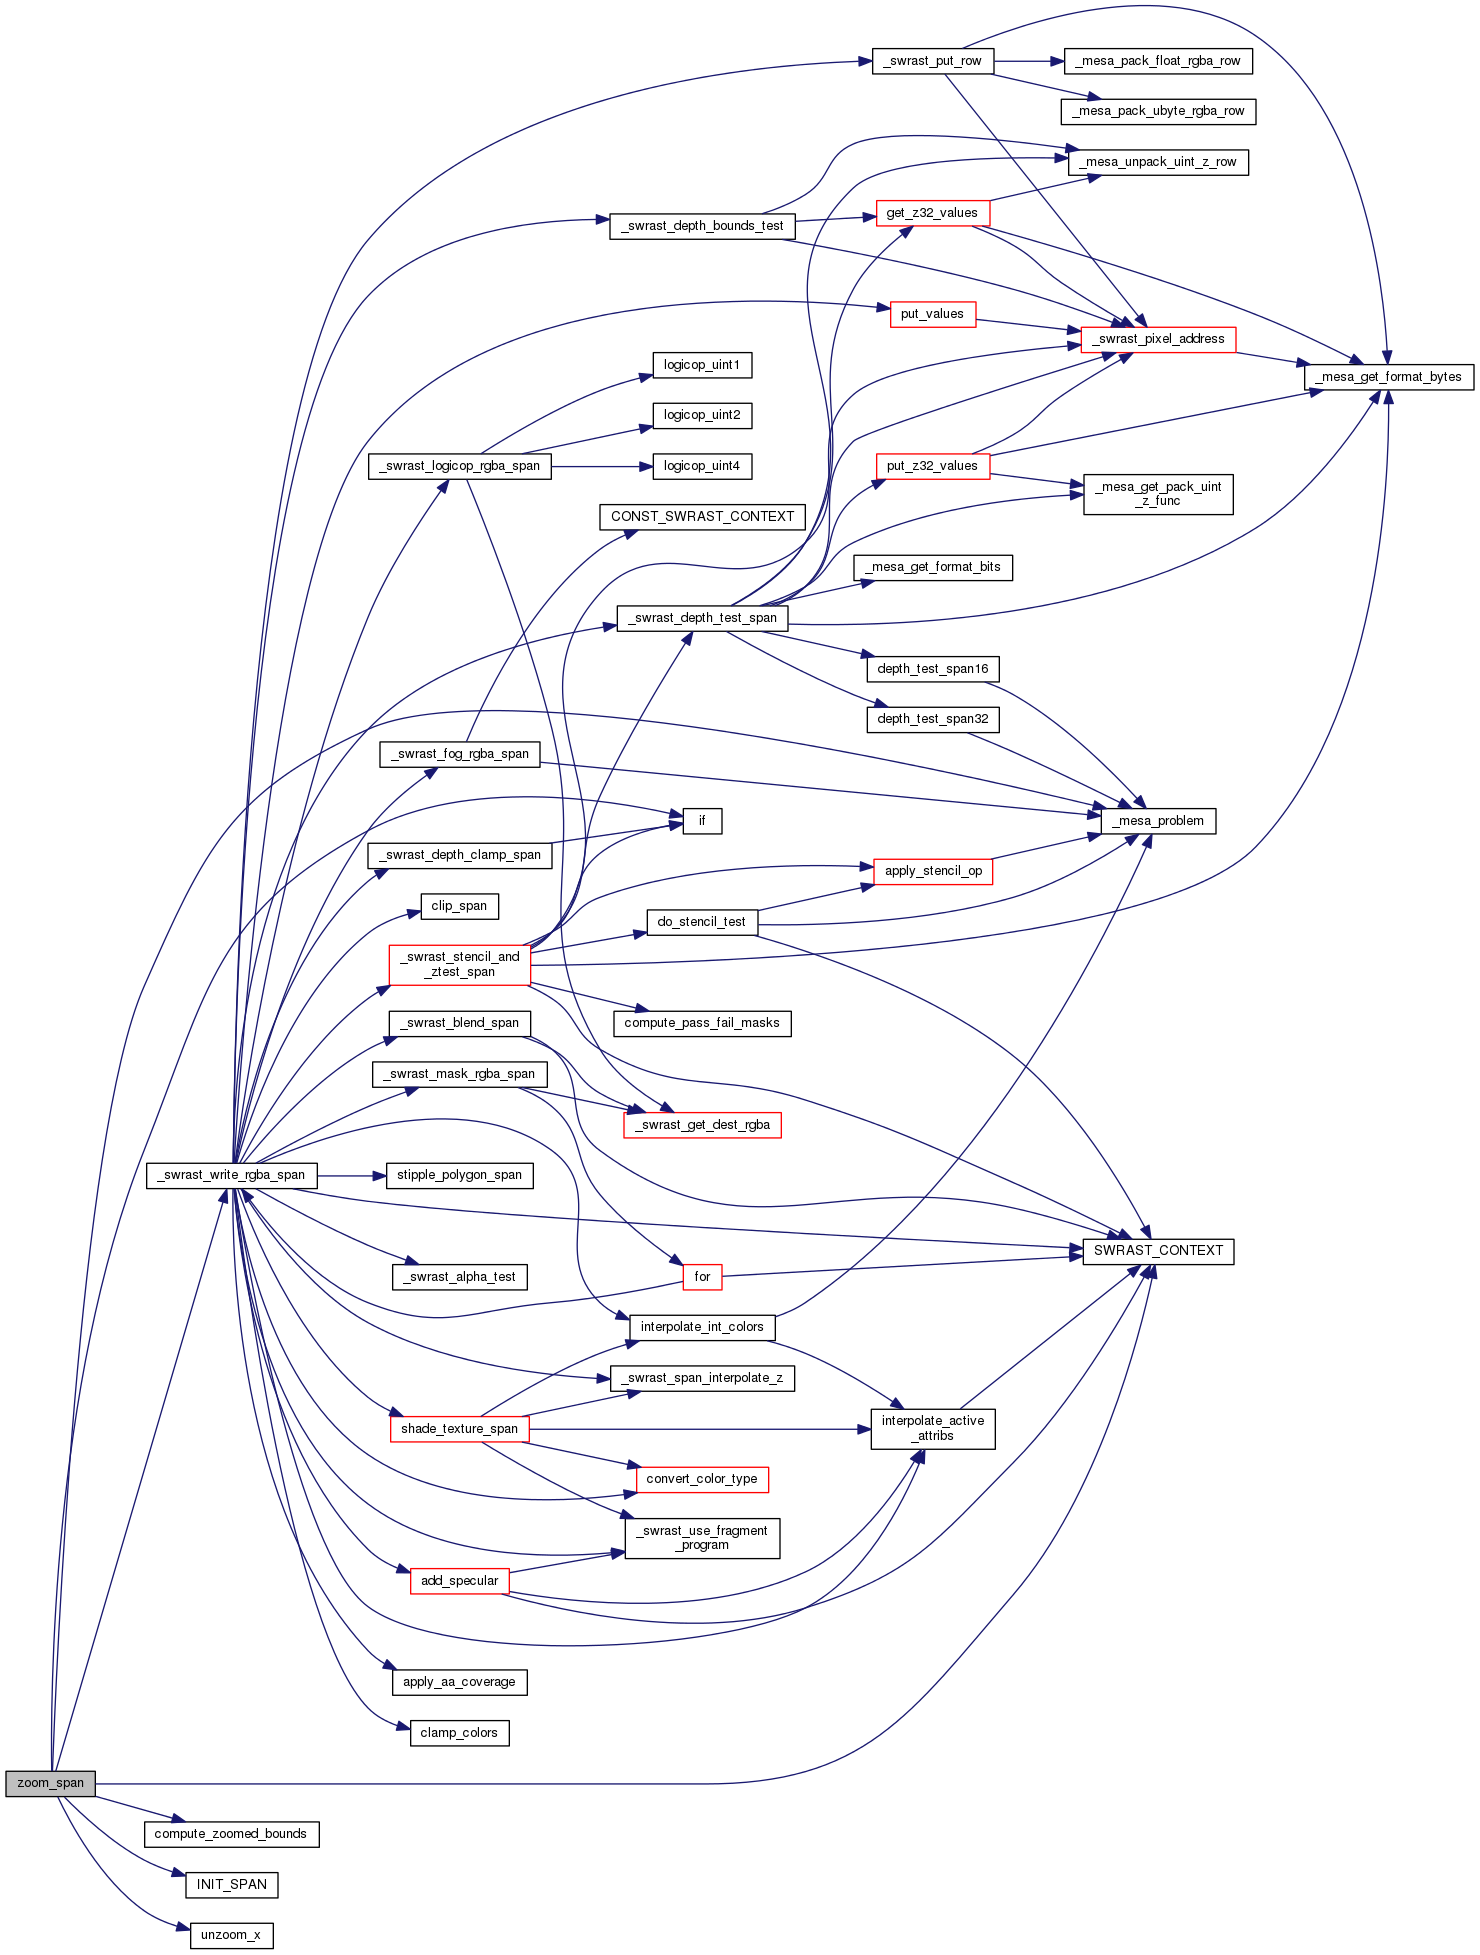 _swrast_put_row
_mesa_pack_float_rgba_row
_mesa_pack_ubyte_rgba_row
_mesa_unpack_uint_z_row
get_z32_values
_swrast_depth_bounds_test
put_values
_swrast_pixel_address
logicop_uint1
_mesa_get_format_bytes
logicop_uint2
_swrast_logicop_rgba_span
logicop_uint4
put_z32_values
_mesa_get_pack_uint
_z_func
CONST_SWRAST_CONTEXT
_mesa_get_format_bits
_swrast_depth_test_span
depth_test_span16
depth_test_span32
_swrast_fog_rgba_span
if
_mesa_problem
_swrast_depth_clamp_span
apply_stencil_op
clip_span
do_stencil_test
_swrast_stencil_and
_ztest_span
_swrast_blend_span
compute_pass_fail_masks
_swrast_mask_rgba_span
_swrast_get_dest_rgba
_swrast_write_rgba_span
stipple_polygon_span
SWRAST_CONTEXT
_swrast_alpha_test
for
interpolate_int_colors
_swrast_span_interpolate_z
shade_texture_span
interpolate_active
_attribs
convert_color_type
_swrast_use_fragment
_program
add_specular
apply_aa_coverage
clamp_colors
zoom_span
compute_zoomed_bounds
INIT_SPAN
unzoom_x